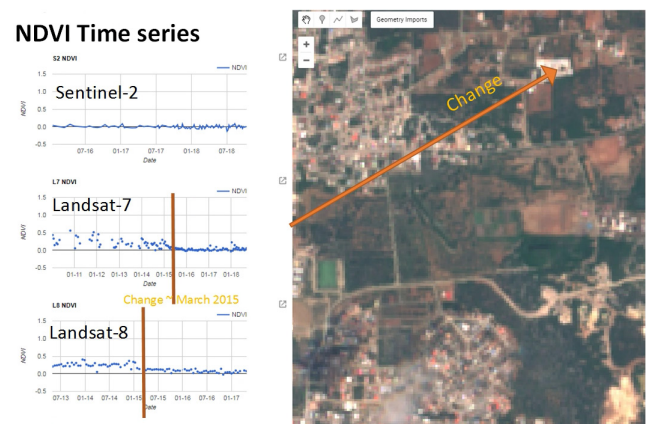 NDVI Time series
S2 NDVI
NDVI
Sentinel-2
1.5
1.0
0.5
0.0
-0.5
NDVI
07-16 01-17 07-17 01-18 07-18
Date
L7 NDVI
NDVI
Landsat-7
1.5
1.0
0.5
0.0
-0.5
NDVI
01-11 01-12 01-13 01-14 01-15 01-16 01-17 01-18
Date
Change ~ March 2015
L8 NDVI
NDVI
Landsat-8
1.5
1.0
0.5
0.0
-0.5
NDVI
07-13 01-14 07-14 01-15 07-15 01-16 07-16 01-17
Date
Geometry Imports
+
−
Change